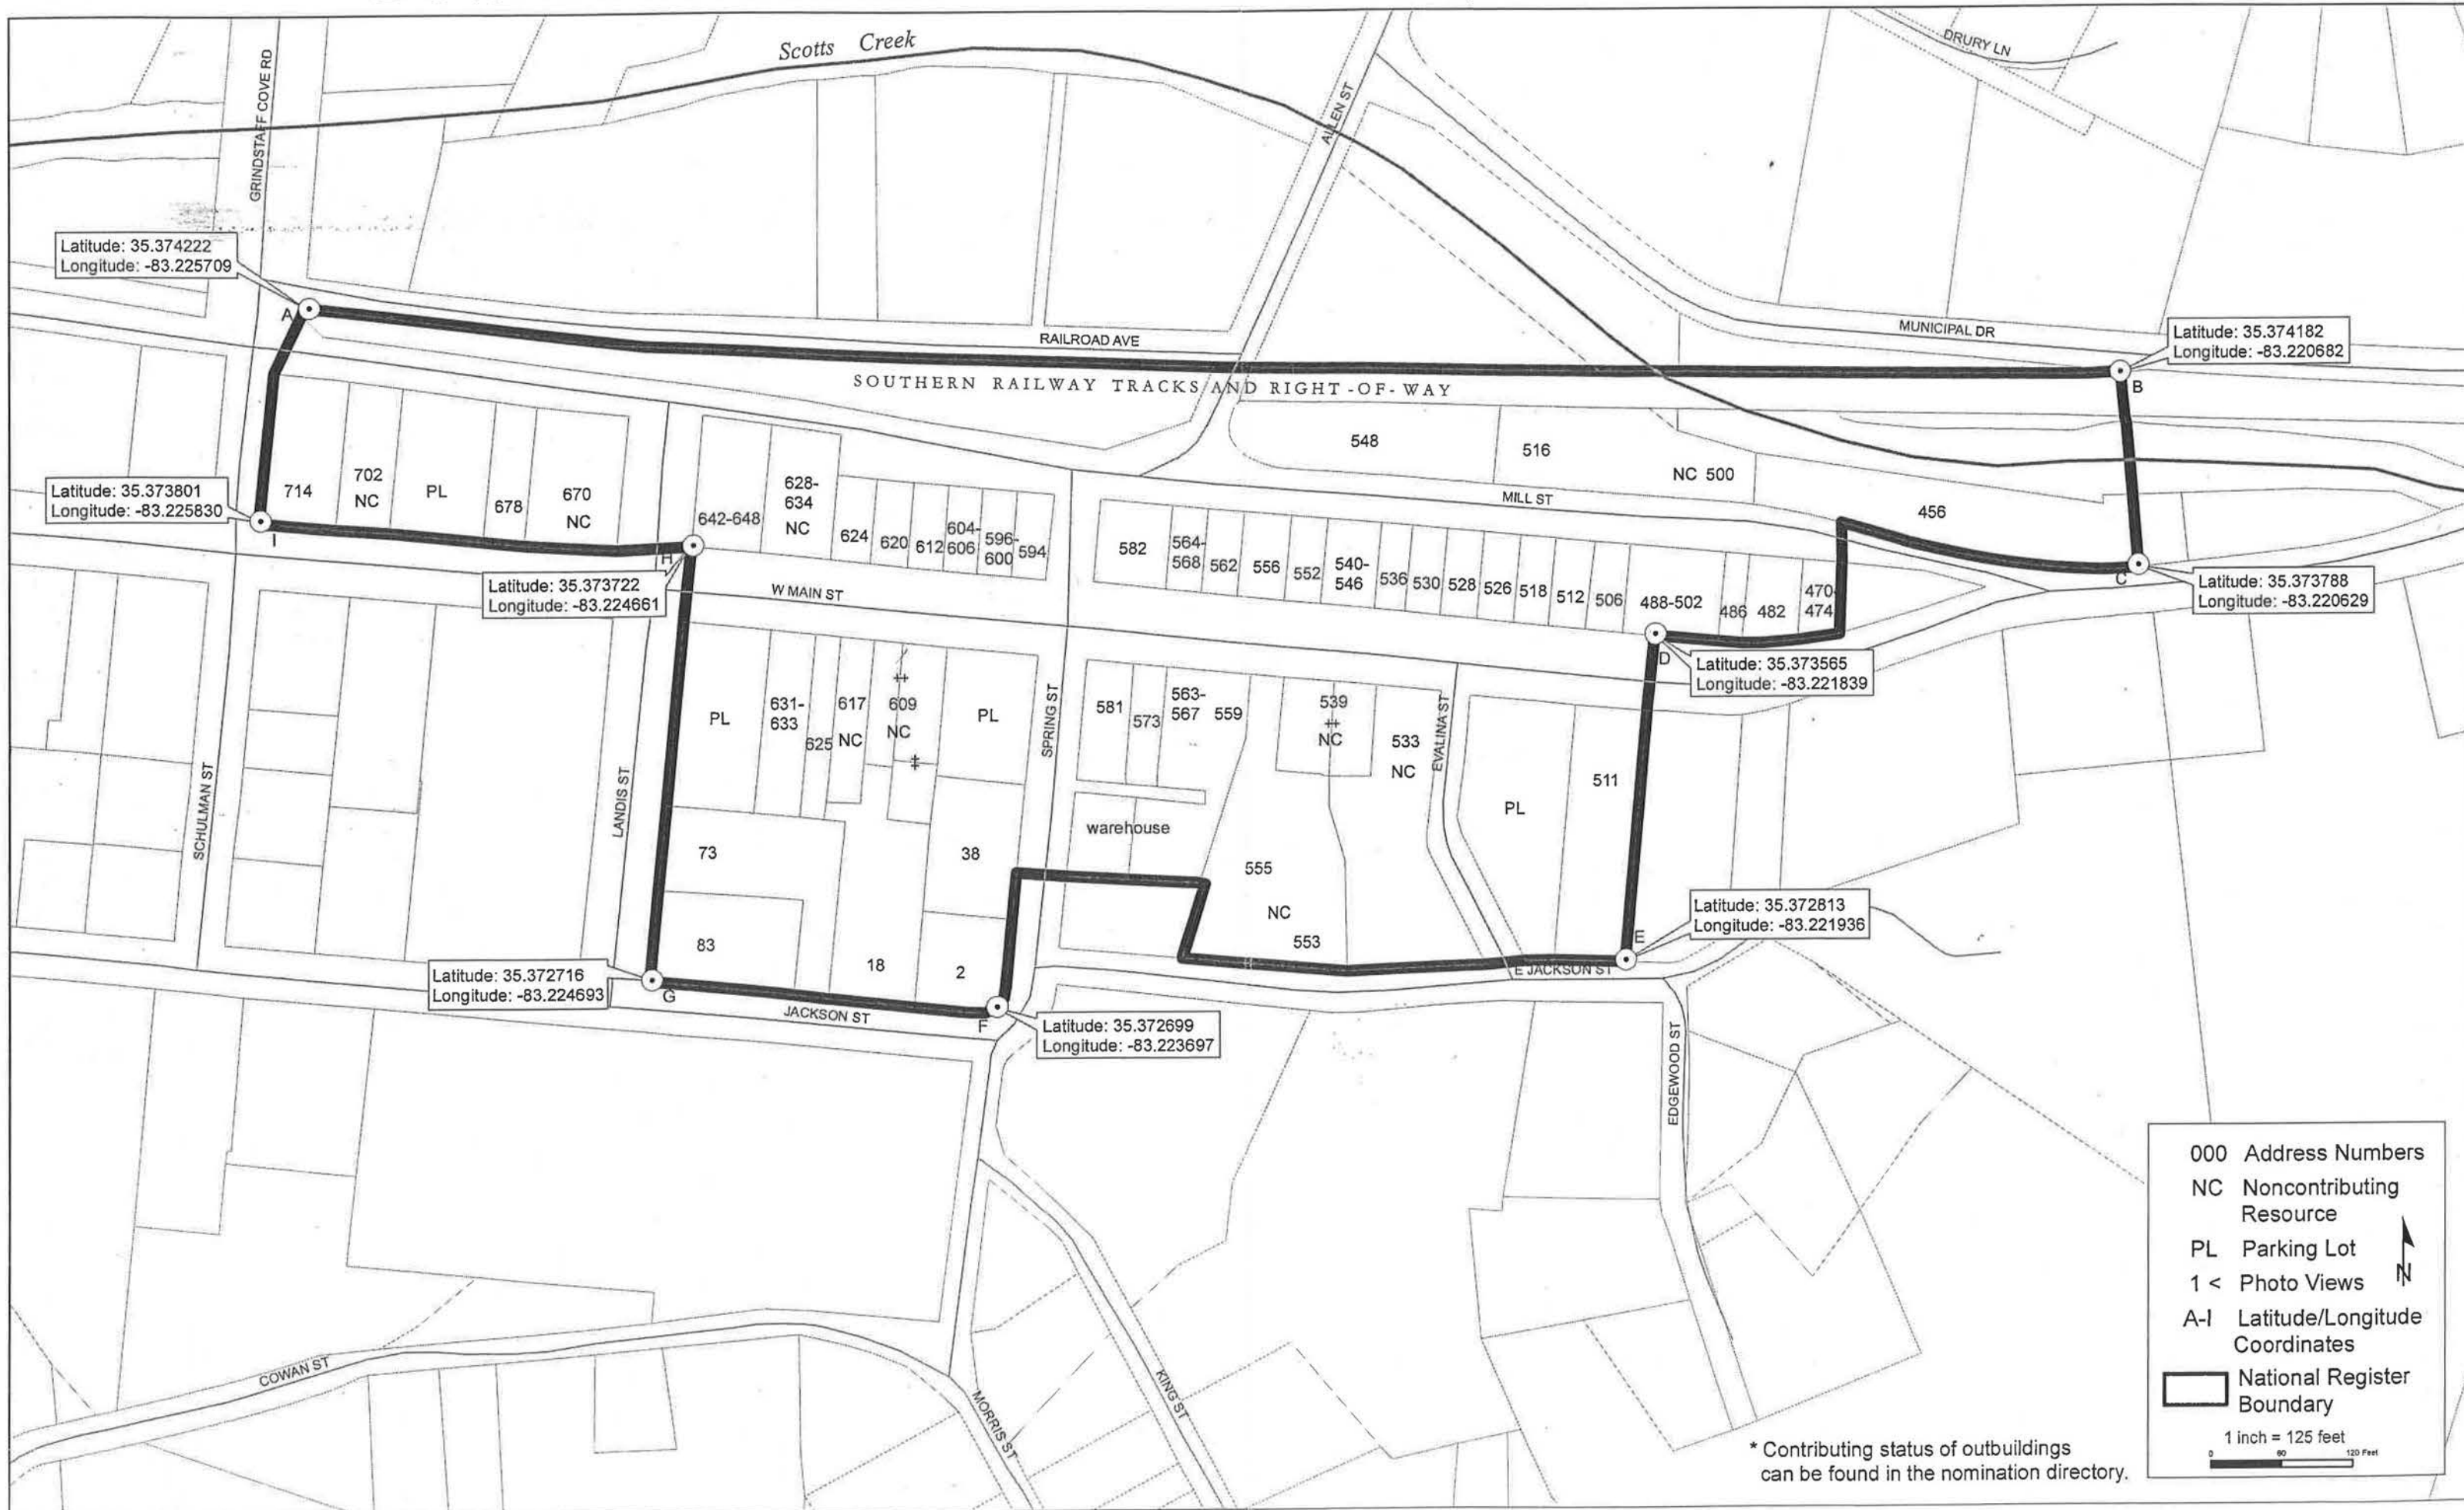 Scotts Creek
DRURY LN
GRINDSTAFF COVE RD
ALLEN ST
Latitude: 35.374222
Longitude: -83.225709
A
RAILROAD AVE
MUNICIPAL DR
Latitude: 35.374182
Longitude: -83.220682
B
SOUTHERN RAILWAY TRACKS AND RIGHT-OF-WAY
548
516
NC 500
MILL ST
456
Latitude: 35.373801
Longitude: -83.225830
I
714
702
NC
PL
678
670
NC
642-648
628-
634
NC
624
620
612
604-
606
596-
600
594
582
564-
568
562
556
552
540-
546
536
530
528
526
518
512
506
488-502
486
482
470-
474
C
Latitude: 35.373788
Longitude: -83.220629
H
Latitude: 35.373722
Longitude: -83.224661
W MAIN ST
D
Latitude: 35.373565
Longitude: -83.221839
PL
631-
633
625
617
NC
609
NC
PL
SPRING ST
581
573
563-
567
559
539
NC
533
NC
EVALINA ST
PL
511
SCHULMAN ST
LANDIS ST
73
38
warehouse
555
NC
553
83
18
2
Latitude: 35.372813
Longitude: -83.221936
E
E JACKSON ST
Latitude: 35.372716
Longitude: -83.224693
G
JACKSON ST
F
Latitude: 35.372699
Longitude: -83.223697
EDGEWOOD ST
COWAN ST
MORRIS ST
KING ST
000 Address Numbers
NC Noncontributing
Resource
PL Parking Lot
1 < Photo Views
N
A-I Latitude/Longitude
Coordinates
National Register
Boundary
1 inch = 125 feet
0 60 120 Feet
* Contributing status of outbuildings
can be found in the nomination directory.